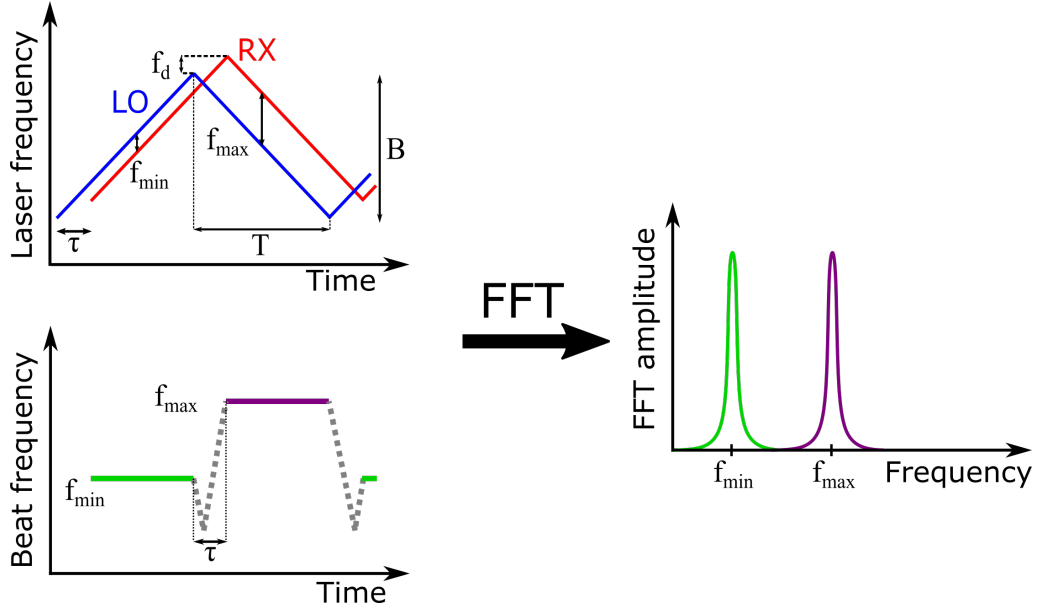 Laser frequency
f_d
RX
LO
f_max
B
f_min
τ
T
Time
FFT
Beat frequency
f_max
f_min
τ
Time
FFT amplitude
f_min
f_max
Frequency